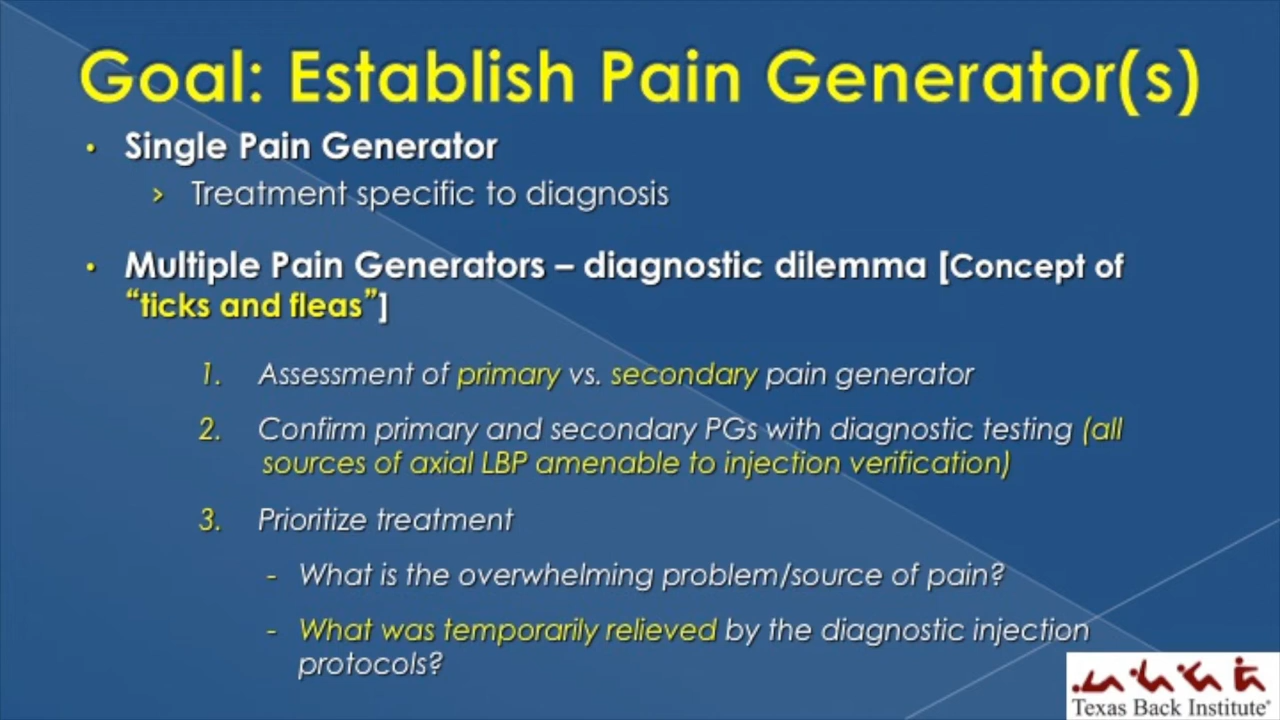 Goal: Establish Pain Generator(s)
• Single Pain Generator
› Treatment specific to diagnosis
• Multiple Pain Generators – diagnostic dilemma [Concept of
“ticks and fleas”]
1. Assessment of primary vs. secondary pain generator
2. Confirm primary and secondary PGs with diagnostic testing (all
sources of axial LBP amenable to injection verification)
3. Prioritize treatment
- What is the overwhelming problem/source of pain?
- What was temporarily relieved by the diagnostic injection
protocols?
Texas Back Institute®